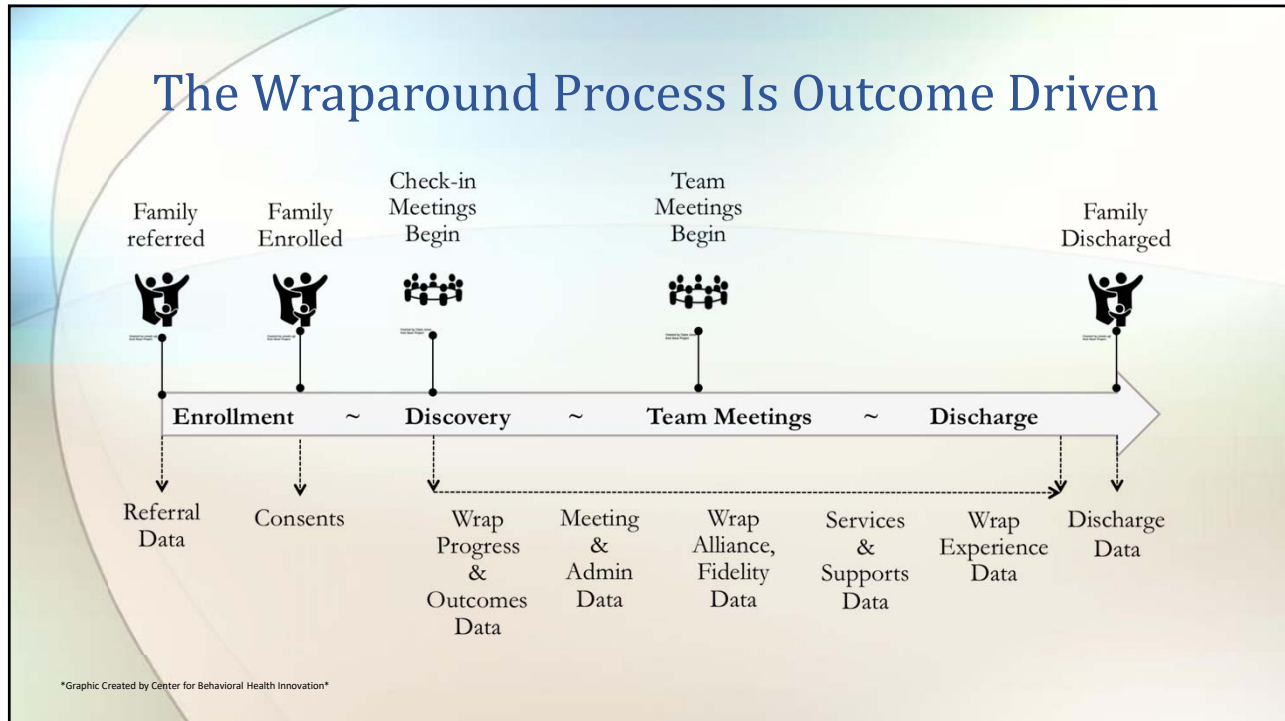 The Wraparound Process Is Outcome Driven
Family
referred
Family
Enrolled
Check-in
Meetings
Begin
Team
Meetings
Begin
Family
Discharged
Enrollment ~ Discovery ~ Team Meetings ~ Discharge
Referral
Data
Consents
Wrap
Progress
&
Outcomes
Data
Meeting
&
Admin
Data
Wrap
Alliance,
Fidelity
Data
Services
&
Supports
Data
Wrap
Experience
Data
Discharge
Data
*Graphic Created by Center for Behavioral Health Innovation*